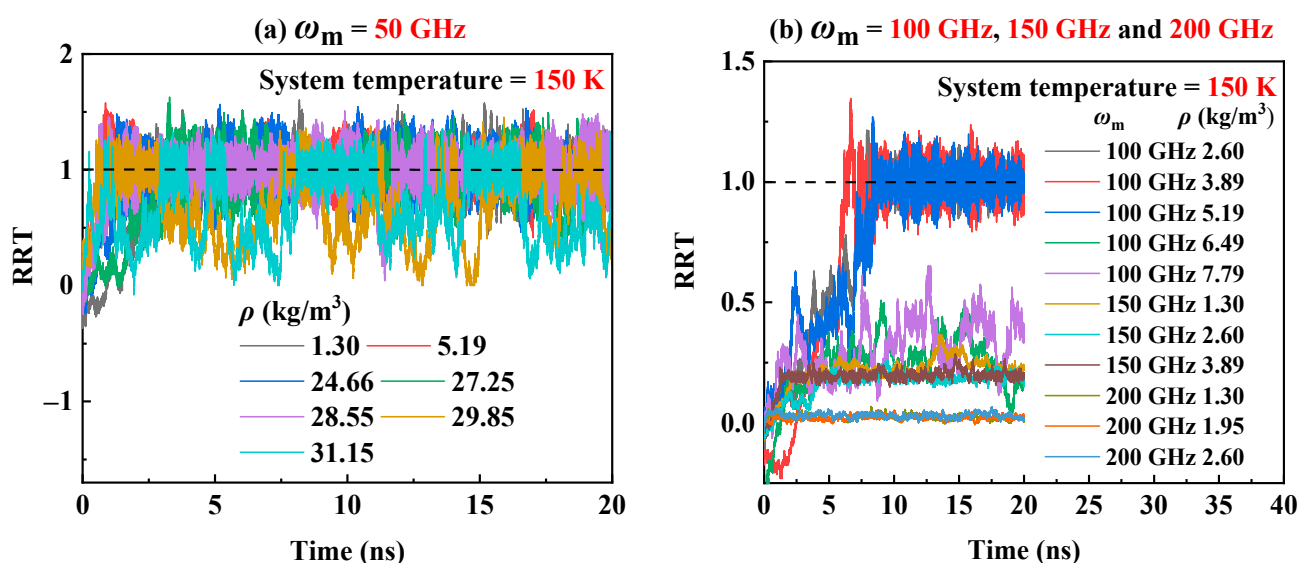 (a) ωm = 50 GHz
System temperature = 150 K
2
1
0
−1
RRT
ρ (kg/m³)
1.30
5.19
24.66
27.25
28.55
29.85
31.15
0
5
10
15
20
Time (ns)
(b) ωm = 100 GHz, 150 GHz and 200 GHz
System temperature = 150 K
1.5
1.0
0.5
0.0
RRT
ωm ρ (kg/m³)
100 GHz 2.60
100 GHz 3.89
100 GHz 5.19
100 GHz 6.49
100 GHz 7.79
150 GHz 1.30
150 GHz 2.60
150 GHz 3.89
200 GHz 1.30
200 GHz 1.95
200 GHz 2.60
0
5
10
15
20
25
30
35
40
Time (ns)